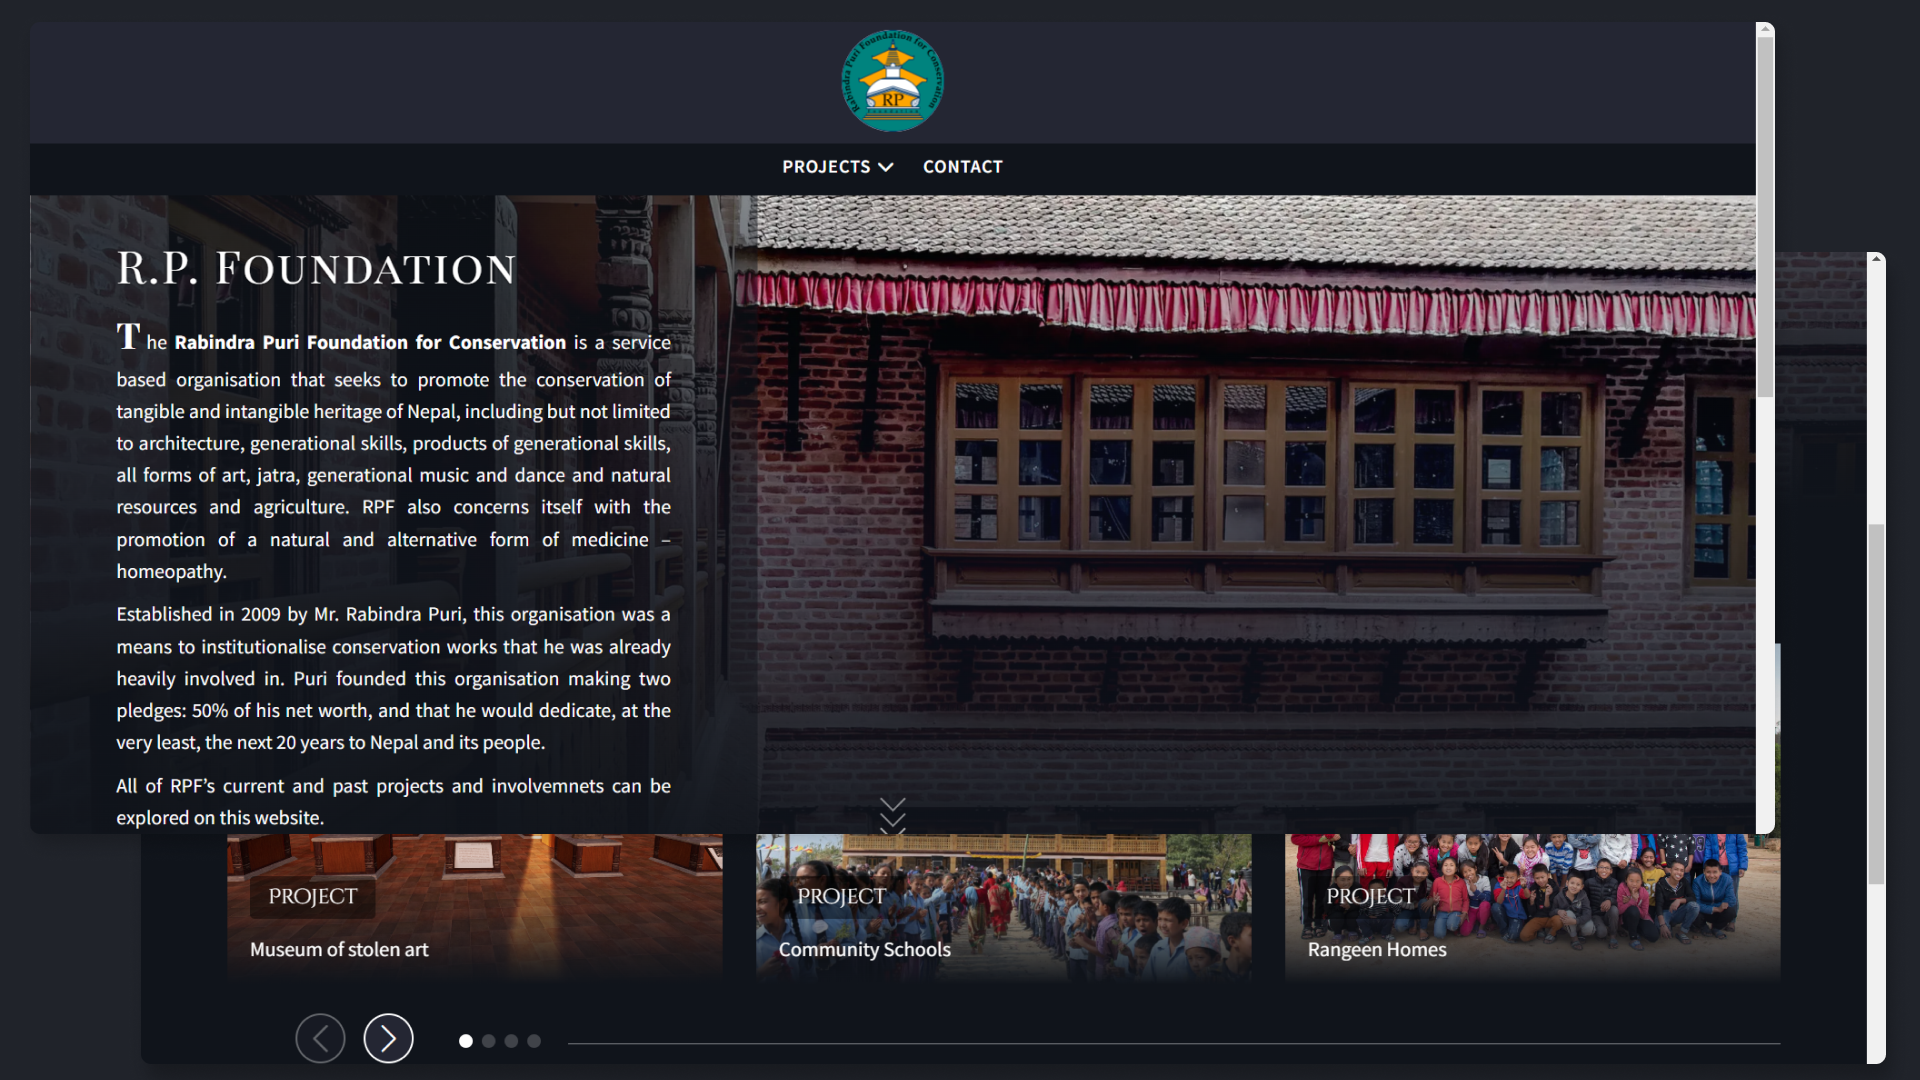 Rabindra Puri Foundation for Conservation
RP
PROJECTS
CONTACT
R.P. FOUNDATION
The Rabindra Puri Foundation for Conservation is a service
based organisation that seeks to promote the conservation of
tangible and intangible heritage of Nepal, including but not limited
to architecture, generational skills, products of generational skills,
all forms of art, jatra, generational music and dance and natural
resources and agriculture. RPF also concerns itself with the
promotion of a natural and alternative form of medicine –
homeopathy.
Established in 2009 by Mr. Rabindra Puri, this organisation was a
means to institutionalise conservation works that he was already
heavily involved in. Puri founded this organisation making two
pledges: 50% of his net worth, and that he would dedicate, at the
very least, the next 20 years to Nepal and its people.
All of RPF’s current and past projects and involvemnets can be
explored on this website.
PROJECT
Museum of stolen art
PROJECT
Community Schools
PROJECT
Rangeen Homes